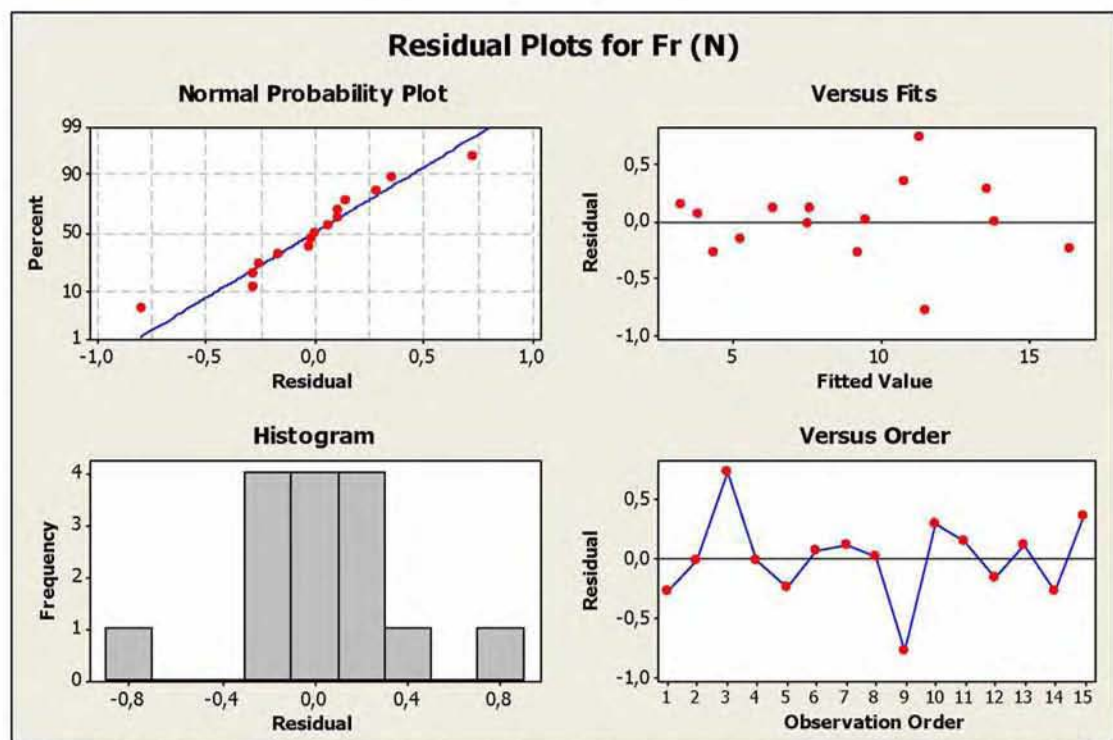 Residual Plots for Fr (N)
Normal Probability Plot
99
90
50
10
1
Percent
-1,0 -0,5 0,0 0,5 1,0
Residual
Versus Fits
0,5
0,0
-0,5
-1,0
Residual
5 10 15
Fitted Value
Histogram
4
3
2
1
0
Frequency
-0,8 -0,4 0,0 0,4 0,8
Residual
Versus Order
0,5
0,0
-0,5
-1,0
Residual
1 2 3 4 5 6 7 8 9 10 11 12 13 14 15
Observation Order